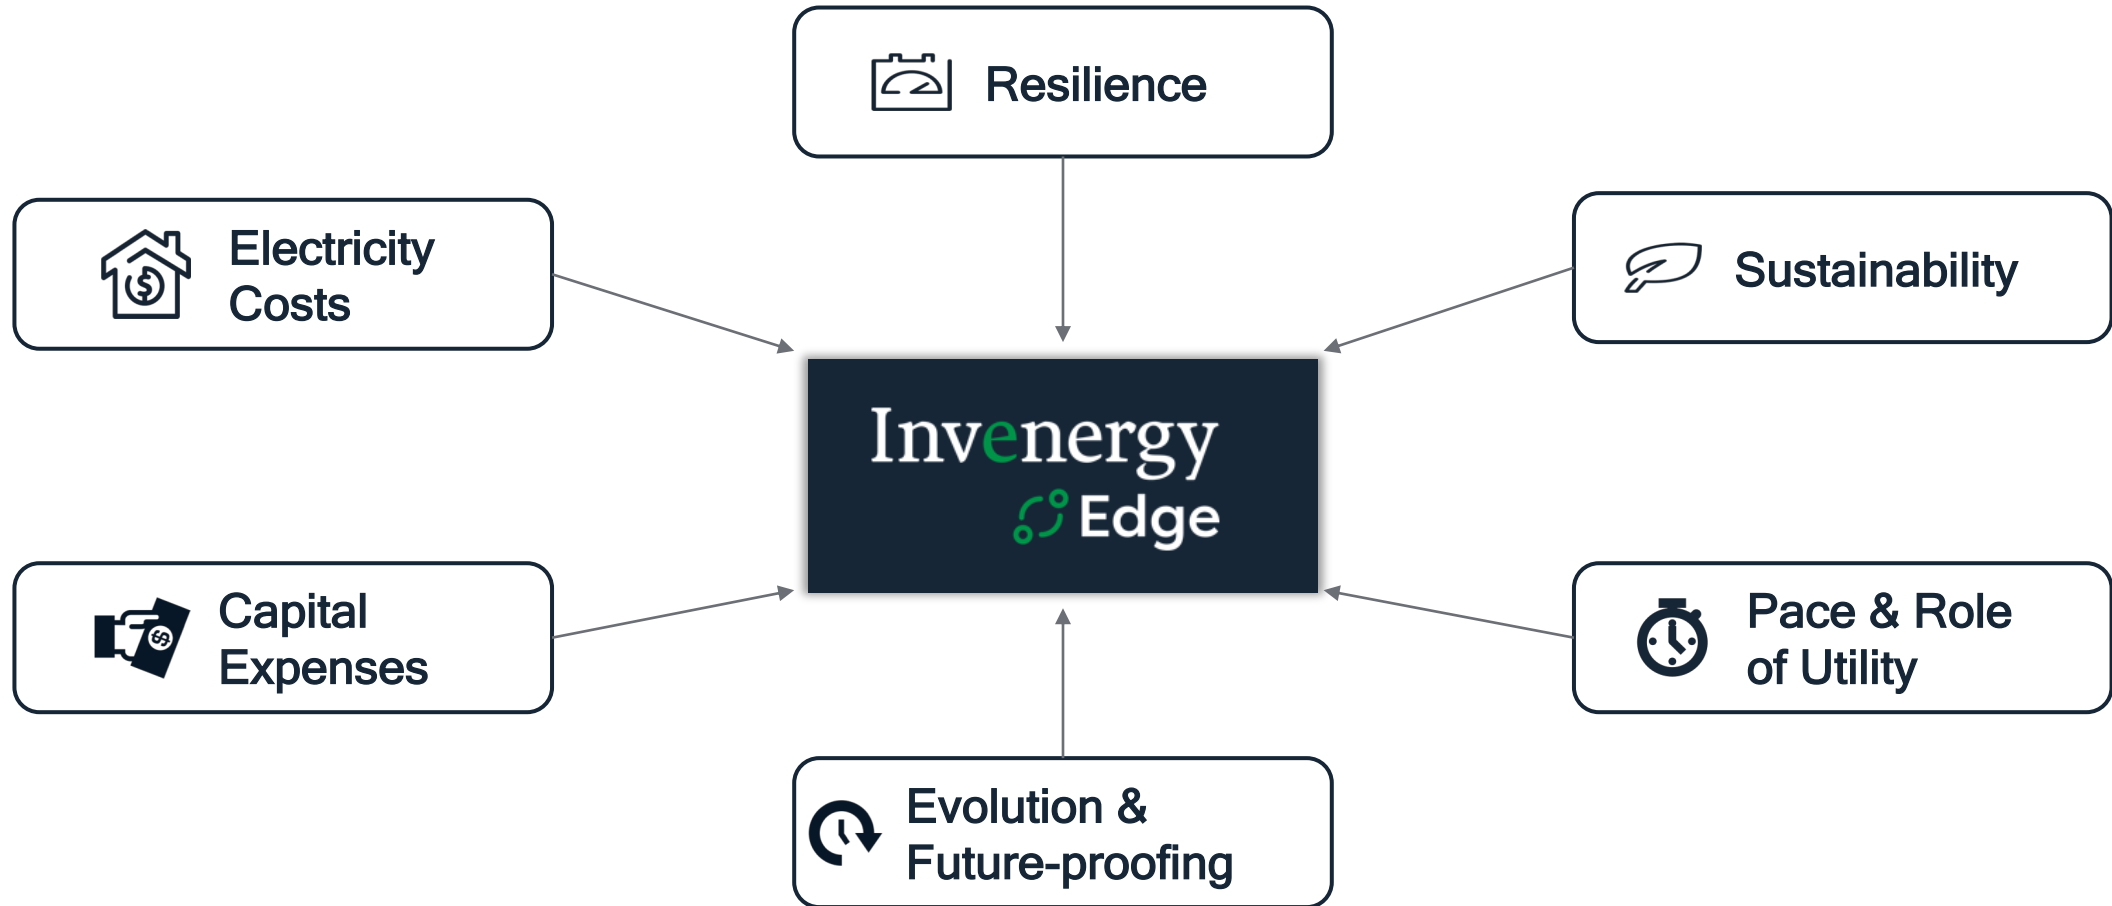 Resilience
Electricity
Costs
Sustainability
Invenergy
Edge
Capital
Expenses
Pace & Role
of Utility
Evolution &
Future-proofing